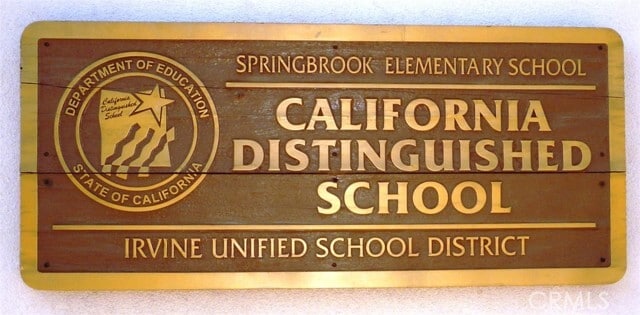 SPRINGBROOK ELEMENTARY SCHOOL
DEPARTMENT OF EDUCATION
California
Distinguished
School
STATE OF CALIFORNIA
CALIFORNIA
DISTINGUISHED
SCHOOL
IRVINE UNIFIED SCHOOL DISTRICT
CRMLS